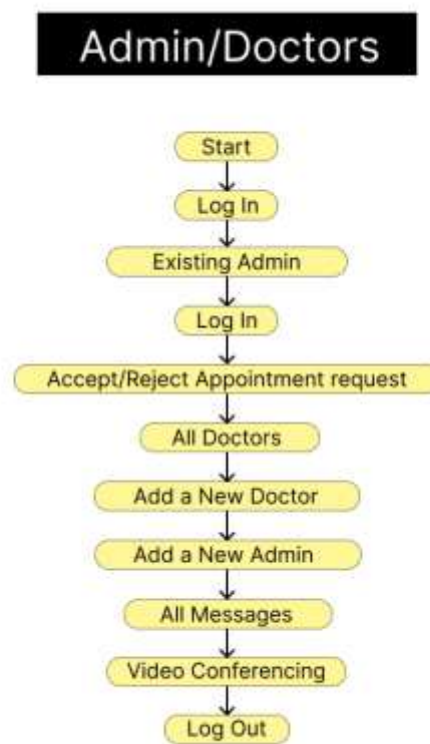 Admin/Doctors
Start
Log In
Existing Admin
Log In
Accept/Reject Appointment request
All Doctors
Add a New Doctor
Add a New Admin
All Messages
Video Conferencing
Log Out